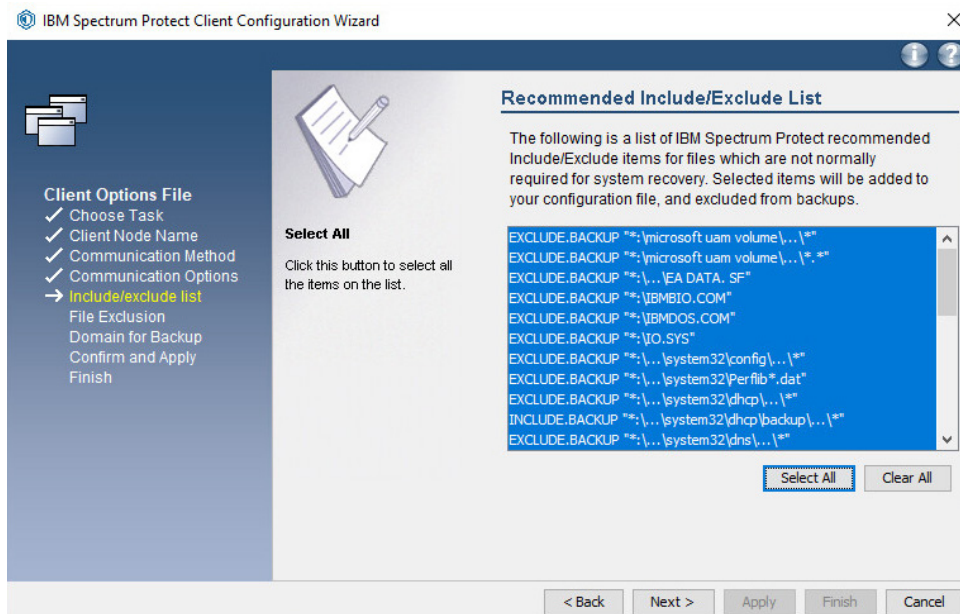 IBM Spectrum Protect Client Configuration Wizard
Client Options File
Choose Task
Client Node Name
Communication Method
Communication Options
Include/exclude list
File Exclusion
Domain for Backup
Confirm and Apply
Finish
Select All
Click this button to select all
the items on the list.
Recommended Include/Exclude List
The following is a list of IBM Spectrum Protect recommended
Include/Exclude items for files which are not normally
required for system recovery. Selected items will be added to
your configuration file, and excluded from backups.
EXCLUDE.BACKUP "*:\microsoft uam volume\...\*"
EXCLUDE.BACKUP "*:\microsoft uam volume\...\*.*"
EXCLUDE.BACKUP "*:\...\EA DATA. SF"
EXCLUDE.BACKUP "*:\IBMBIO.COM"
EXCLUDE.BACKUP "*:\IBMDOS.COM"
EXCLUDE.BACKUP "*:\IO.SYS"
EXCLUDE.BACKUP "*:\...\system32\config\...\*"
EXCLUDE.BACKUP "*:\...\system32\Perflib*.dat"
EXCLUDE.BACKUP "*:\...\system32\dhcp\...\*"
INCLUDE.BACKUP "*:\...\system32\dhcp\backup\...\*"
EXCLUDE.BACKUP "*:\...\system32\dns\...\*"
Select All Clear All
< Back Next > Apply Finish Cancel